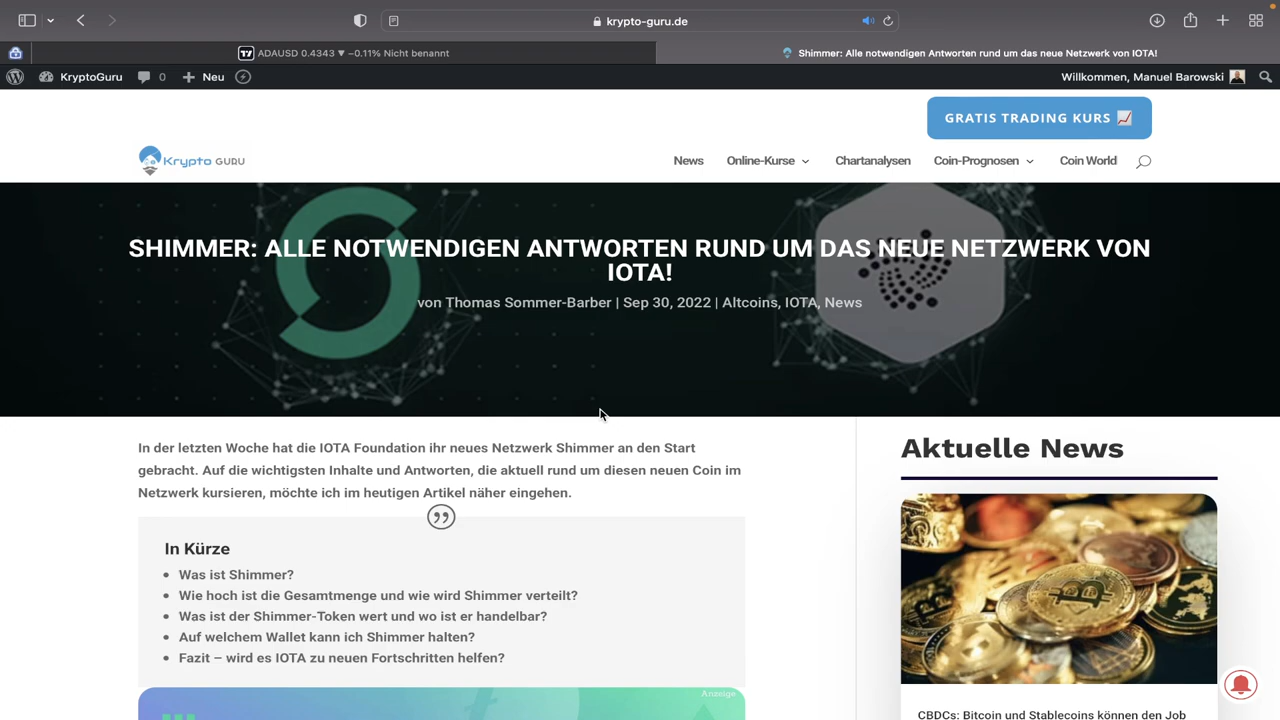 krypto-guru.de
ADAUSD 0.4343 ▼ −0.11% Nicht benannt
Shimmer: Alle notwendigen Antworten rund um das neue Netzwerk von IOTA!
KryptoGuru 0 Neu
Willkommen, Manuel Barowski
GRATIS TRADING KURS 📈
Krypto GURU
News Online-Kurse Chartanalysen Coin-Prognosen Coin World
SHIMMER: ALLE NOTWENDIGEN ANTWORTEN RUND UM DAS NEUE NETZWERK VON
IOTA!
von Thomas Sommer-Barber | Sep 30, 2022 | Altcoins, IOTA, News
In der letzten Woche hat die IOTA Foundation ihr neues Netzwerk Shimmer an den Start
gebracht. Auf die wichtigsten Inhalte und Antworten, die aktuell rund um diesen neuen Coin im
Netzwerk kursieren, möchte ich im heutigen Artikel näher eingehen.
In Kürze
• Was ist Shimmer?
• Wie hoch ist die Gesamtmenge und wie wird Shimmer verteilt?
• Was ist der Shimmer-Token wert und wo ist er handelbar?
• Auf welchem Wallet kann ich Shimmer halten?
• Fazit – wird es IOTA zu neuen Fortschritten helfen?
Anzeige
Aktuelle News
CBDCs: Bitcoin und Stablecoins können den Job